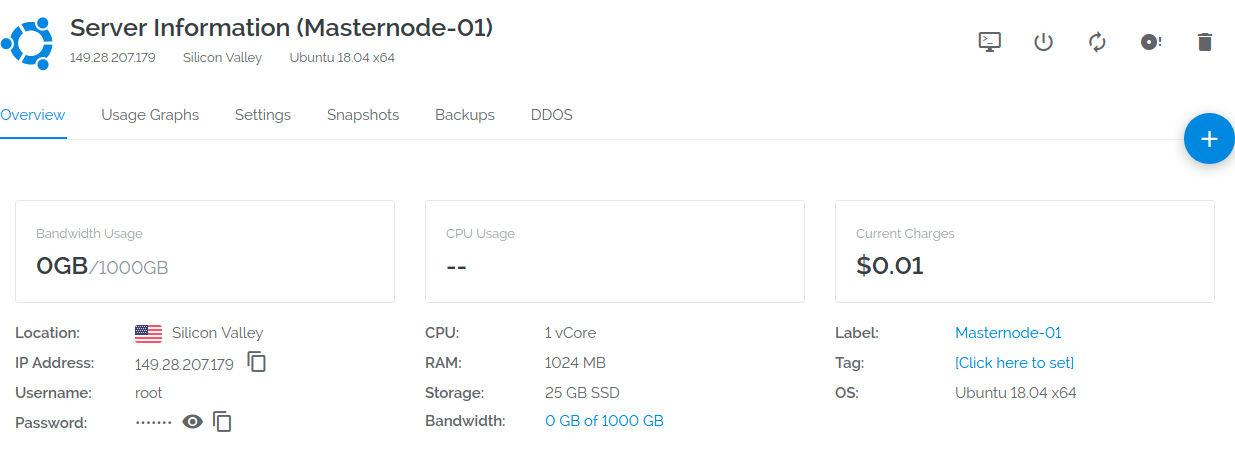 Server Information (Masternode-01)
149.28.207.179 Silicon Valley Ubuntu 18.04 x64
Overview Usage Graphs Settings Snapshots Backups DDOS
Bandwidth Usage
0GB/1000GB
CPU Usage
--
Current Charges
$0.01
Location: Silicon Valley
IP Address: 149.28.207.179
Username: root
Password: ·······
CPU: 1 vCore
RAM: 1024 MB
Storage: 25 GB SSD
Bandwidth: 0 GB of 1000 GB
Label: Masternode-01
Tag: [Click here to set]
OS: Ubuntu 18.04 x64